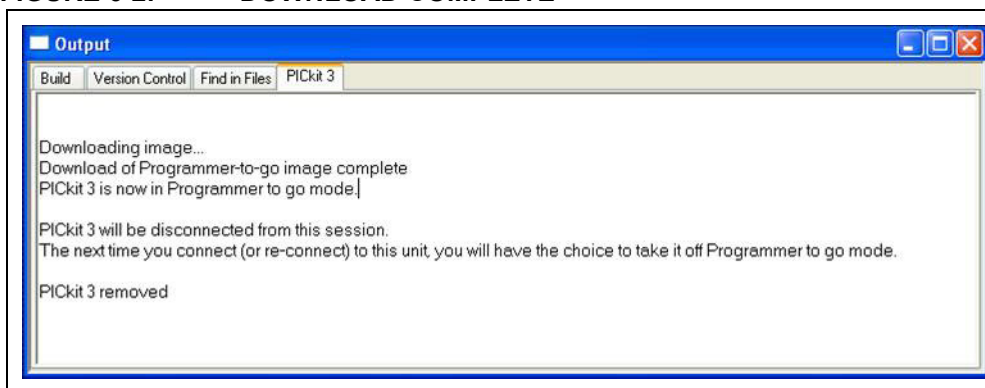 Output
Build Version Control Find in Files PICkit 3
Downloading image...
Download of Programmer-to-go image complete
PICkit 3 is now in Programmer to go mode.
PICkit 3 will be disconnected from this session.
The next time you connect (or re-connect) to this unit, you will have the choice to take it off Programmer to go mode.
PICkit 3 removed